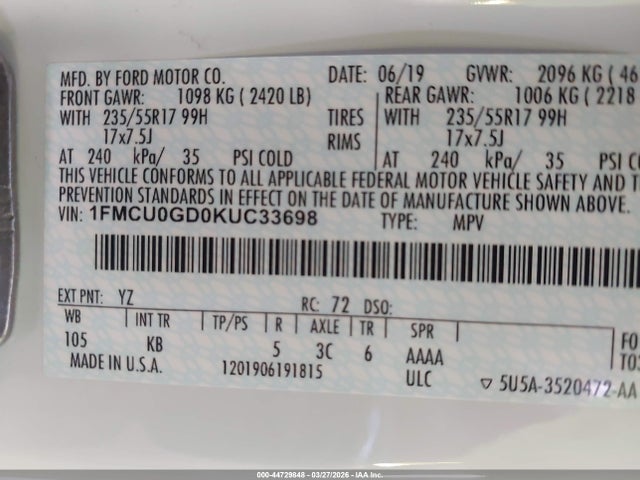 MFD. BY FORD MOTOR CO. DATE: 06/19 GVWR: 2096 KG ( 46
FRONT GAWR: 1098 KG ( 2420 LB) REAR GAWR: 1006 KG ( 2218
WITH 235/55R17 99H TIRES WITH 235/55R17 99H
17x7.5J RIMS 17x7.5J
AT 240 kPa/ 35 PSI COLD AT 240 kPa/ 35 PSI C
THIS VEHICLE CONFORMS TO ALL APPLICABLE FEDERAL MOTOR VEHICLE SAFETY AND T
PREVENTION STANDARDS IN EFFECT ON THE DATE OF MANUFACTURE SHOWN ABOVE.
VIN: 1FMCU0GD0KUC33698 TYPE: MPV
EXT PNT: YZ RC: 72 DSO:
WB INT TR TP/PS R AXLE TR SPR
105 KB 5 3C 6 AAAA FO
MADE IN U.S.A. 1201906191815 ULC 5U5A-3520472-AA TO
000-44729848 - 03/27/2026 - IAA, Inc.